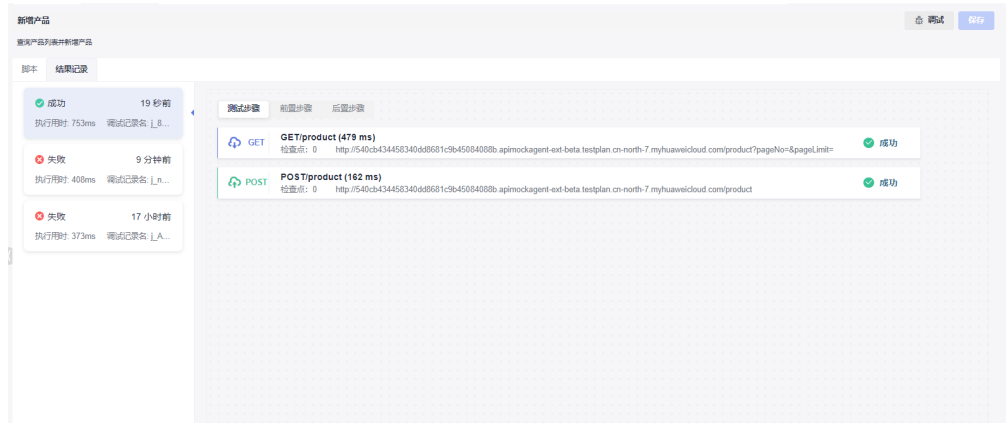 新增产品
调试 保存
查询产品列表并新增产品
脚本 结果记录
成功 19 秒前
执行用时: 753ms 调试记录名: j_8...
失败 9 分钟前
执行用时: 408ms 调试记录名: j_n...
失败 17 小时前
执行用时: 373ms 调试记录名: j_A...
测试步骤 前置步骤 后置步骤
GET GET/product (479 ms)
检查点: 0 http://540cb434458340dd8681c9b45084088b.apimockagent-ext-beta.testplan.cn-north-7.myhuaweicloud.com/product?pageNo=&pageLimit=
成功
POST POST/product (162 ms)
检查点: 0 http://540cb434458340dd8681c9b45084088b.apimockagent-ext-beta.testplan.cn-north-7.myhuaweicloud.com/product
成功